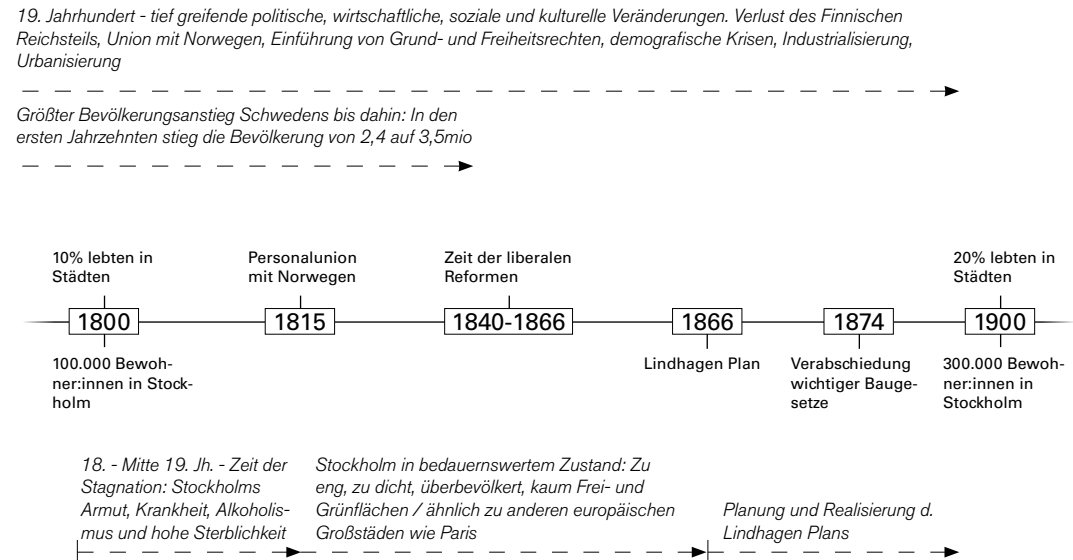 19. Jahrhundert - tief greifende politische, wirtschaftliche, soziale und kulturelle Veränderungen. Verlust des Finnischen
Reichsteils, Union mit Norwegen, Einführung von Grund- und Freiheitsrechten, demografische Krisen, Industrialisierung,
Urbanisierung
Größter Bevölkerungsanstieg Schwedens bis dahin: In den
ersten Jahrzehnten stieg die Bevölkerung von 2,4 auf 3,5mio
10% lebten in
Städten
1800
100.000 Bewoh-
ner:innen in Stock-
holm
Personalunion
mit Norwegen
1815
Zeit der liberalen
Reformen
1840-1866
1866
Lindhagen Plan
1874
Verabschiedung
wichtiger Bauge-
setze
20% lebten in
Städten
1900
300.000 Bewoh-
ner:innen in
Stockholm
18. - Mitte 19. Jh. - Zeit der
Stagnation: Stockholms
Armut, Krankheit, Alkoholis-
mus und hohe Sterblichkeit
Stockholm in bedauernswertem Zustand: Zu
eng, zu dicht, überbevölkert, kaum Frei- und
Grünflächen / ähnlich zu anderen europäischen
Großstäden wie Paris
Planung und Realisierung d.
Lindhagen Plans